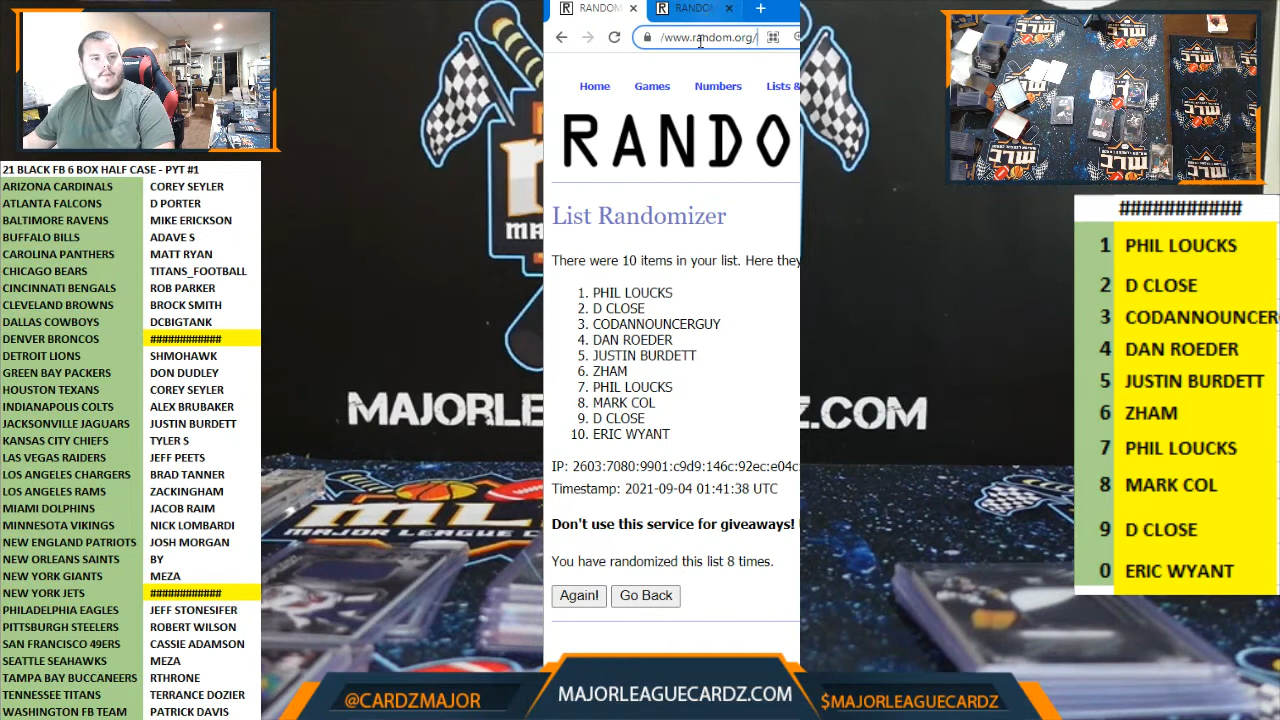 RANDOM
RANDOM
/www.random.org/
Home Games Numbers Lists &
RANDO
List Randomizer
There were 10 items in your list. Here they
1. PHIL LOUCKS
2. D CLOSE
3. CODANNOUNCERGUY
4. DAN ROEDER
5. JUSTIN BURDETT
6. ZHAM
7. PHIL LOUCKS
8. MARK COL
9. D CLOSE
10. ERIC WYANT
IP: 2603:7080:9901:c9d9:146c:92ec:e04c
Timestamp: 2021-09-04 01:41:38 UTC
Don't use this service for giveaways!
You have randomized this list 8 times.
Again! Go Back
21 BLACK FB 6 BOX HALF CASE - PYT #1
ARIZONA CARDINALS COREY SEYLER
ATLANTA FALCONS D PORTER
BALTIMORE RAVENS MIKE ERICKSON
BUFFALO BILLS ADAVE S
CAROLINA PANTHERS MATT RYAN
CHICAGO BEARS TITANS_FOOTBALL
CINCINNATI BENGALS ROB PARKER
CLEVELAND BROWNS BROCK SMITH
DALLAS COWBOYS DCBIGTANK
DENVER BRONCOS ############
DETROIT LIONS SHMOHAWK
GREEN BAY PACKERS DON DUDLEY
HOUSTON TEXANS COREY SEYLER
INDIANAPOLIS COLTS ALEX BRUBAKER
JACKSONVILLE JAGUARS JUSTIN BURDETT
KANSAS CITY CHIEFS TYLER S
LAS VEGAS RAIDERS JEFF PEETS
LOS ANGELES CHARGERS BRAD TANNER
LOS ANGELES RAMS ZACKINGHAM
MIAMI DOLPHINS JACOB RAIM
MINNESOTA VIKINGS NICK LOMBARDI
NEW ENGLAND PATRIOTS JOSH MORGAN
NEW ORLEANS SAINTS BY
NEW YORK GIANTS MEZA
NEW YORK JETS ############
PHILADELPHIA EAGLES JEFF STONESIFER
PITTSBURGH STEELERS ROBERT WILSON
SAN FRANCISCO 49ERS CASSIE ADAMSON
SEATTLE SEAHAWKS MEZA
TAMPA BAY BUCCANEERS RTHRONE
TENNESSEE TITANS TERRANCE DOZIER
WASHINGTON FB TEAM PATRICK DAVIS
###########
1 PHIL LOUCKS
2 D CLOSE
3 CODANNOUNCER
4 DAN ROEDER
5 JUSTIN BURDETT
6 ZHAM
7 PHIL LOUCKS
8 MARK COL
9 D CLOSE
0 ERIC WYANT
MAJORLE Z.COM
@CARDZMAJOR
MAJORLEAGUECARDZ.COM
$MAJORLEAGUECARDZ